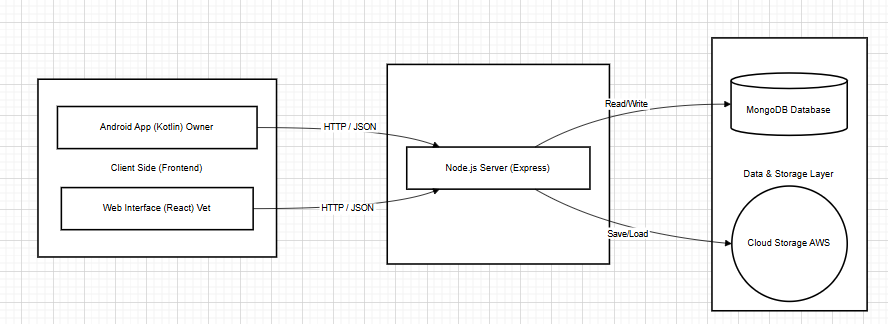 Android App (Kotlin) Owner
Client Side (Frontend)
Web Interface (React) Vet
HTTP / JSON
HTTP / JSON
Node.js Server (Express)
Read/Write
Save/Load
MongoDB Database
Data & Storage Layer
Cloud Storage AWS